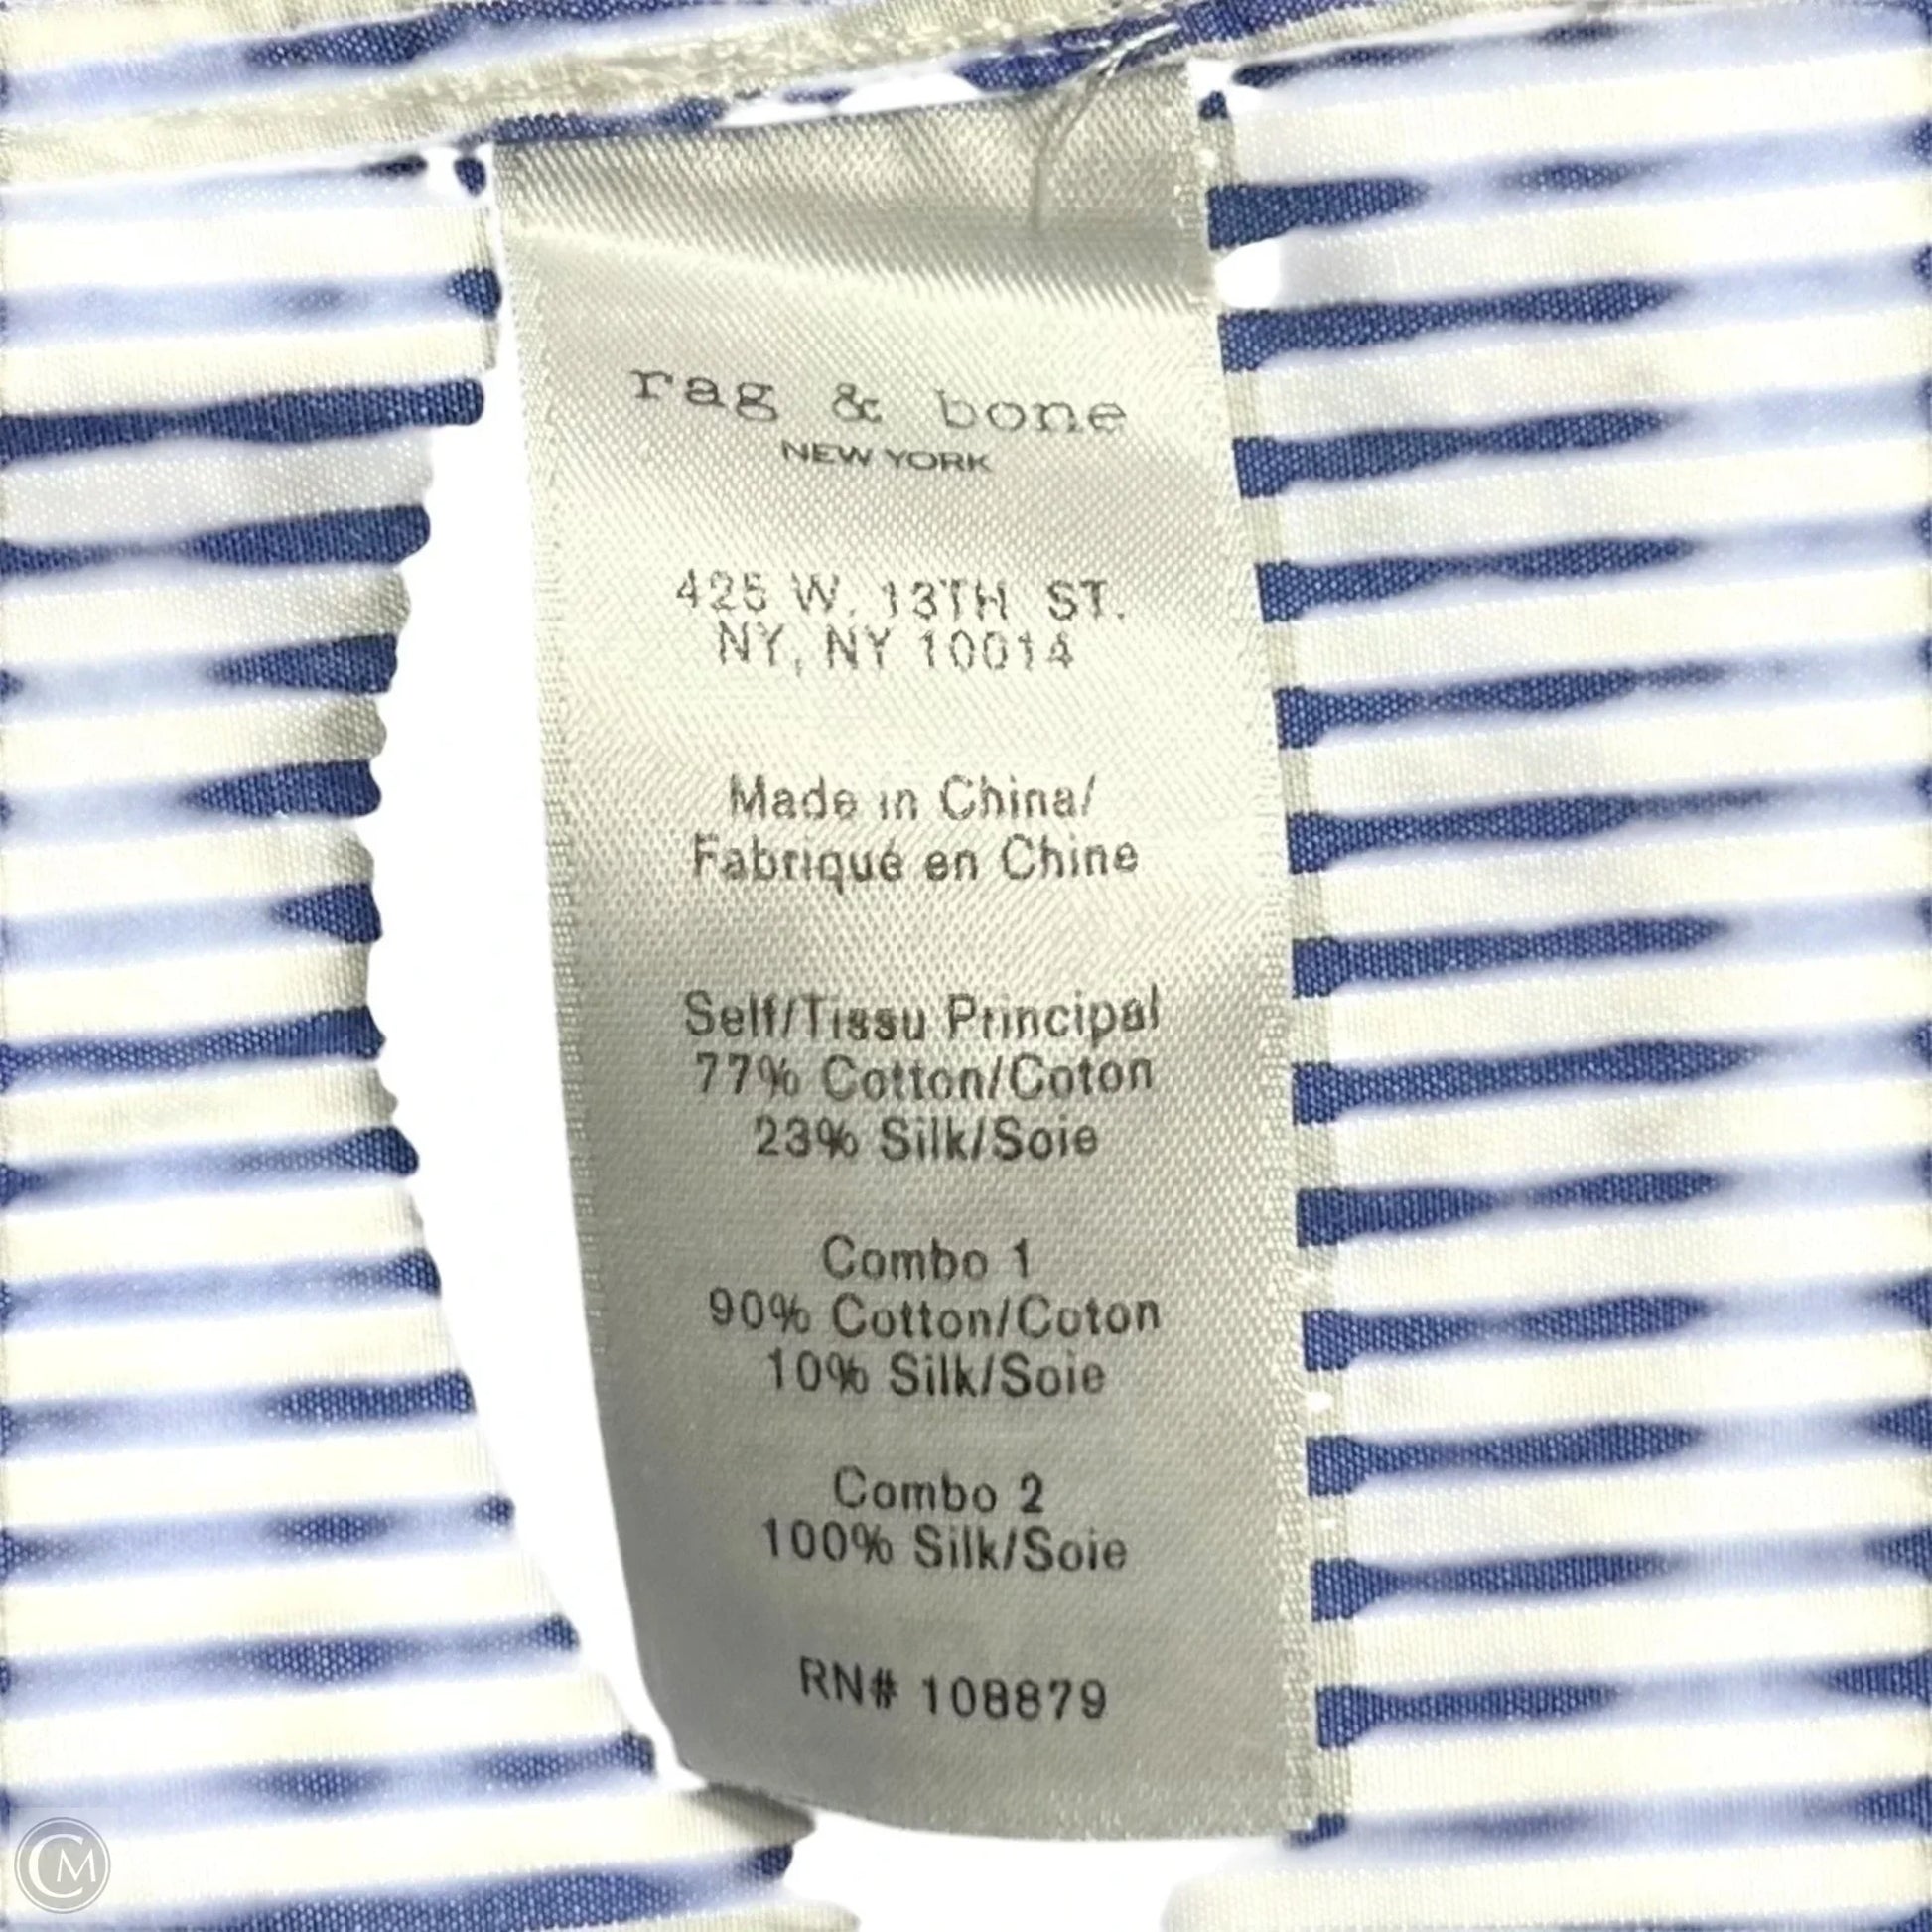 rag & bone
NEW YORK
425 W. 13TH ST.
NY, NY 10014
Made in China/
Fabriqué en Chine
Self/Tissu Principal
77% Cotton/Coton
23% Silk/Soie
Combo 1
90% Cotton/Coton
10% Silk/Soie
Combo 2
100% Silk/Soie
RN# 108879
CM